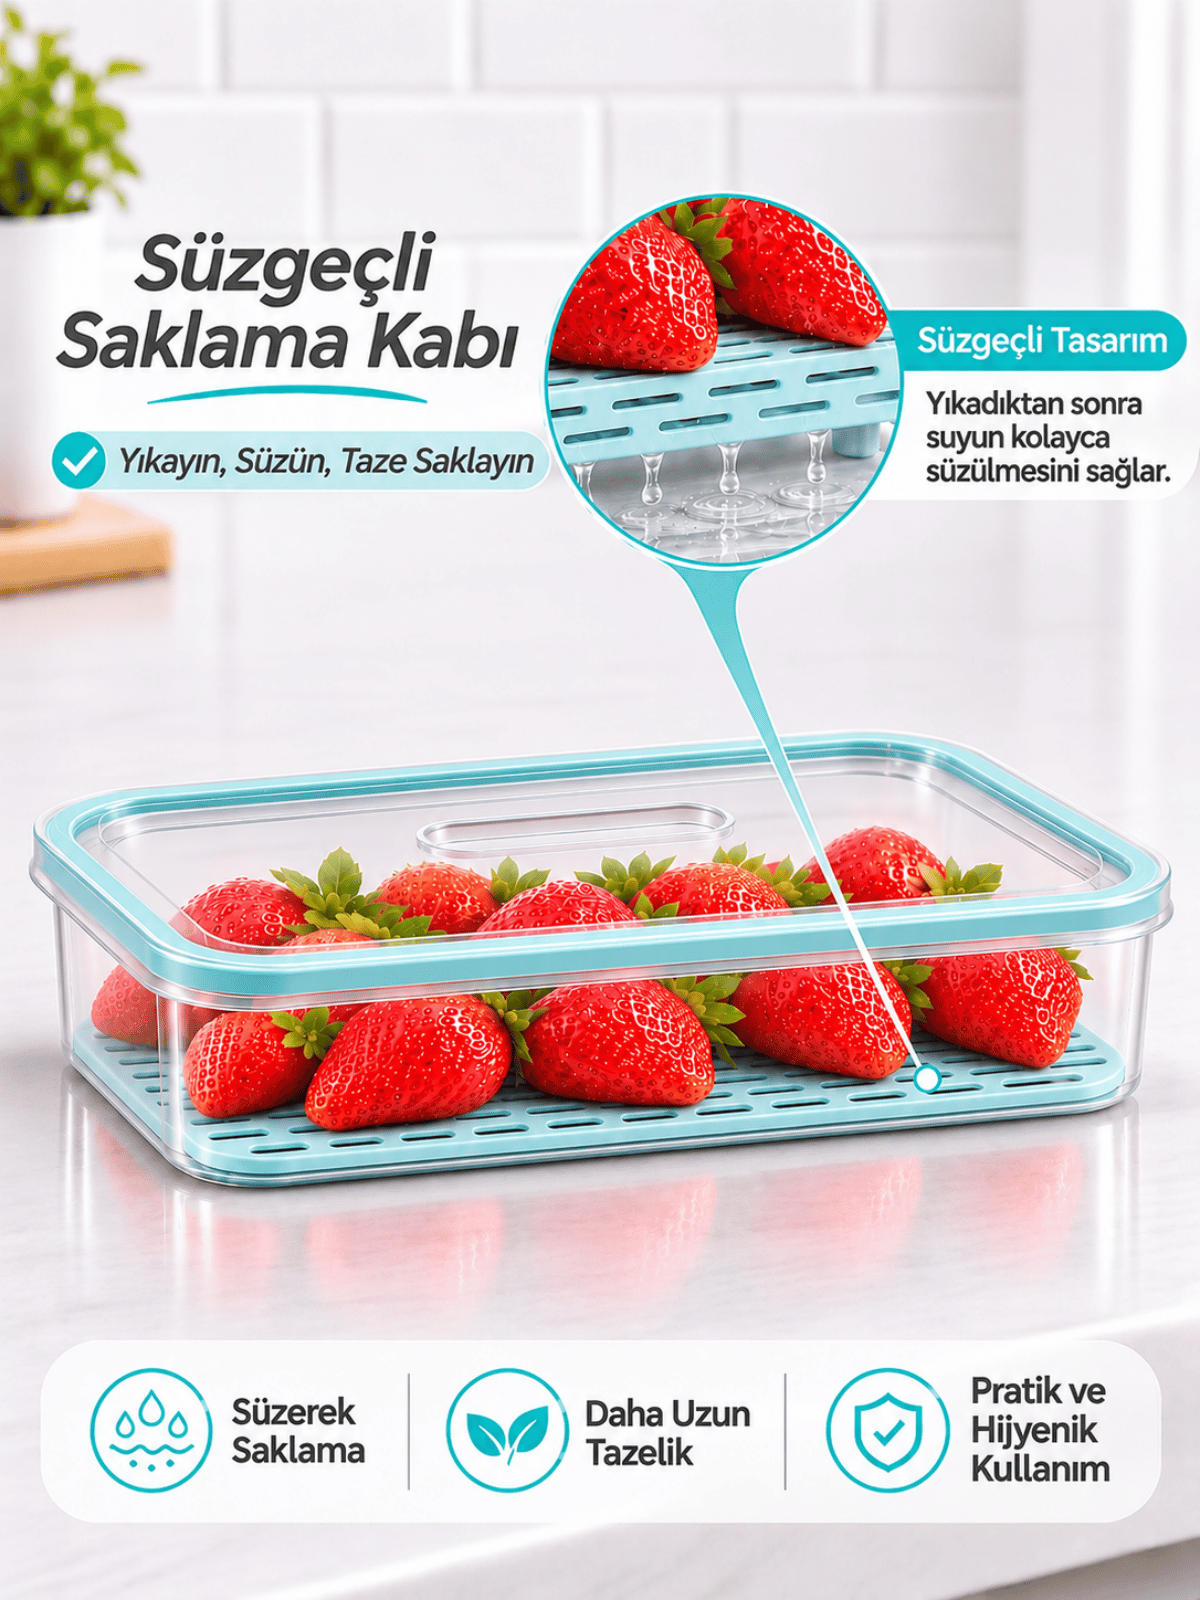 Süzgeçli
Saklama Kabı
Yıkayın, Süzün, Taze Saklayın
Süzgeçli Tasarım
Yıkadıktan sonra
suyun kolayca
süzülmesini sağlar.
Süzerek
Saklama
Daha Uzun
Tazelik
Pratik ve
Hijyenik
Kullanım